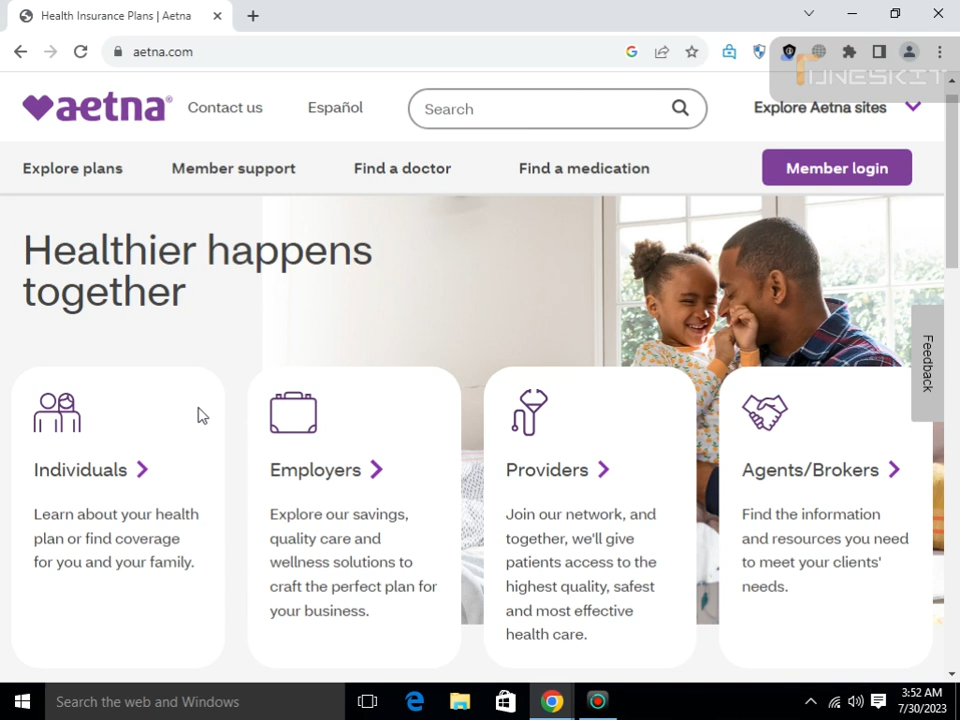 Health Insurance Plans | Aetna
aetna.com
TUNESKIT
aetna®
Contact us
Español
Search
Explore Aetna sites
Explore plans
Member support
Find a doctor
Find a medication
Member login
Healthier happens
together
Feedback
Individuals
Learn about your health
plan or find coverage
for you and your family.
Employers
Explore our savings,
quality care and
wellness solutions to
craft the perfect plan for
your business.
Providers
Join our network, and
together, we'll give
patients access to the
highest quality, safest
and most effective
health care.
Agents/Brokers
Find the information
and resources you need
to meet your clients'
needs.
Search the web and Windows
3:52 AM
7/30/2023